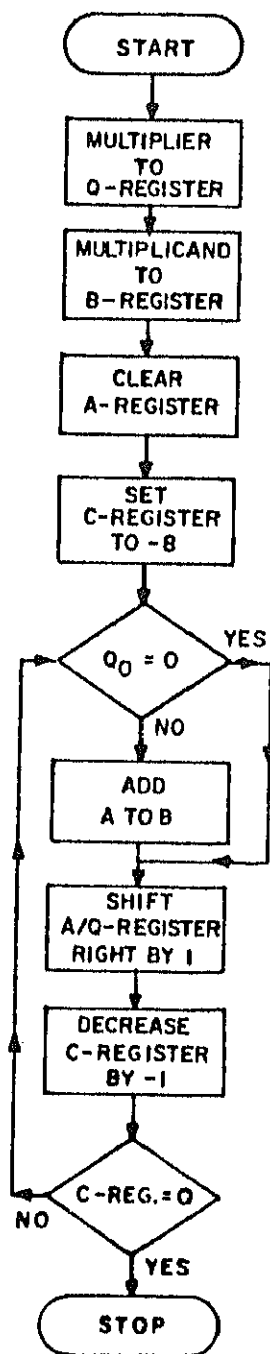 START
MULTIPLIER
TO
Q-REGISTER
MULTIPLICAND
TO
B-REGISTER
CLEAR
A-REGISTER
SET
C-REGISTER
TO -8
Q0 = 0
YES
NO
ADD
A TO B
SHIFT
A/Q-REGISTER
RIGHT BY 1
DECREASE
C-REGISTER
BY -1
C-REG.=0
NO
YES
STOP